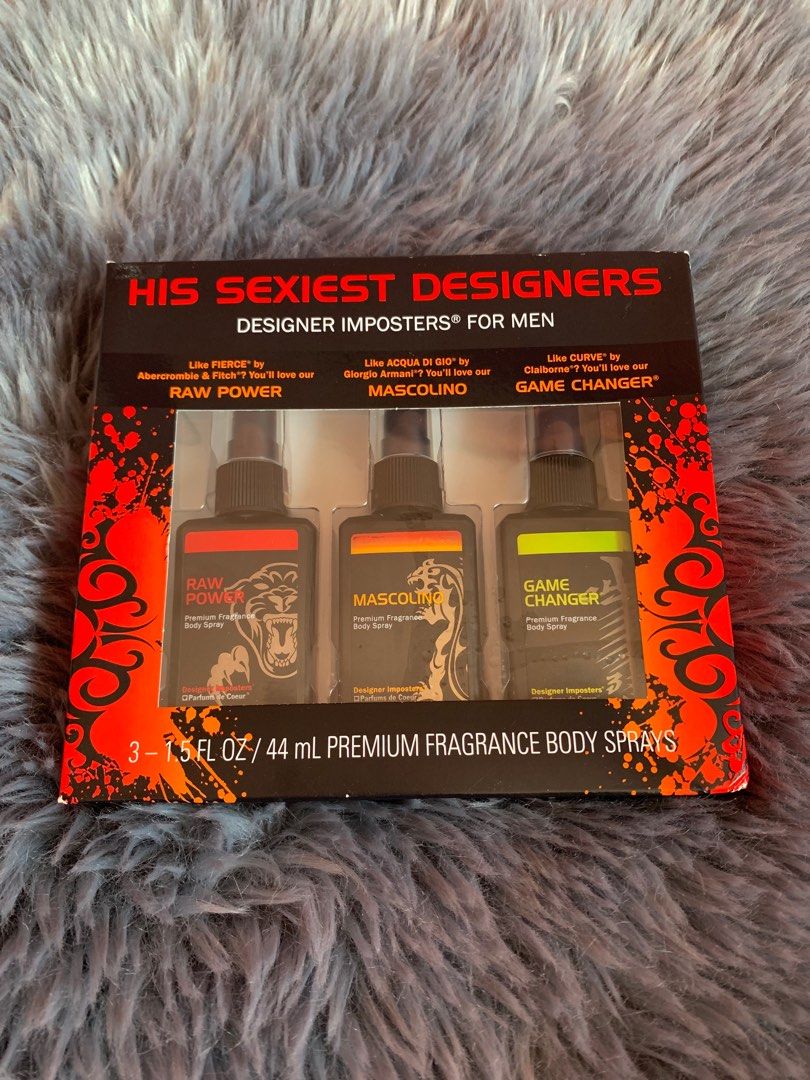 HIS SEXIEST DESIGNERS
DESIGNER IMPOSTERS® FOR MEN
Like FIERCE® by
Abercrombie & Fitch®? You'll love our
RAW POWER
Like ACQUA DI GIO® by
Giorgio Armani®? You'll love our
MASCOLINO
Like CURVE® by
Claiborne®? You'll love our
GAME CHANGER®
RAW
POWER
Premium Fragrance
Body Spray
Designer Imposters®
Parfums de Coeur®
MASCOLINO
Premium Fragrance
Body Spray
Designer Imposters®
Parfums de Coeur®
GAME
CHANGER
Premium Fragrance
Body Spray
Designer Imposters®
Parfums de Coeur®
3 – 1.5 FL OZ / 44 mL PREMIUM FRAGRANCE BODY SPRAYS